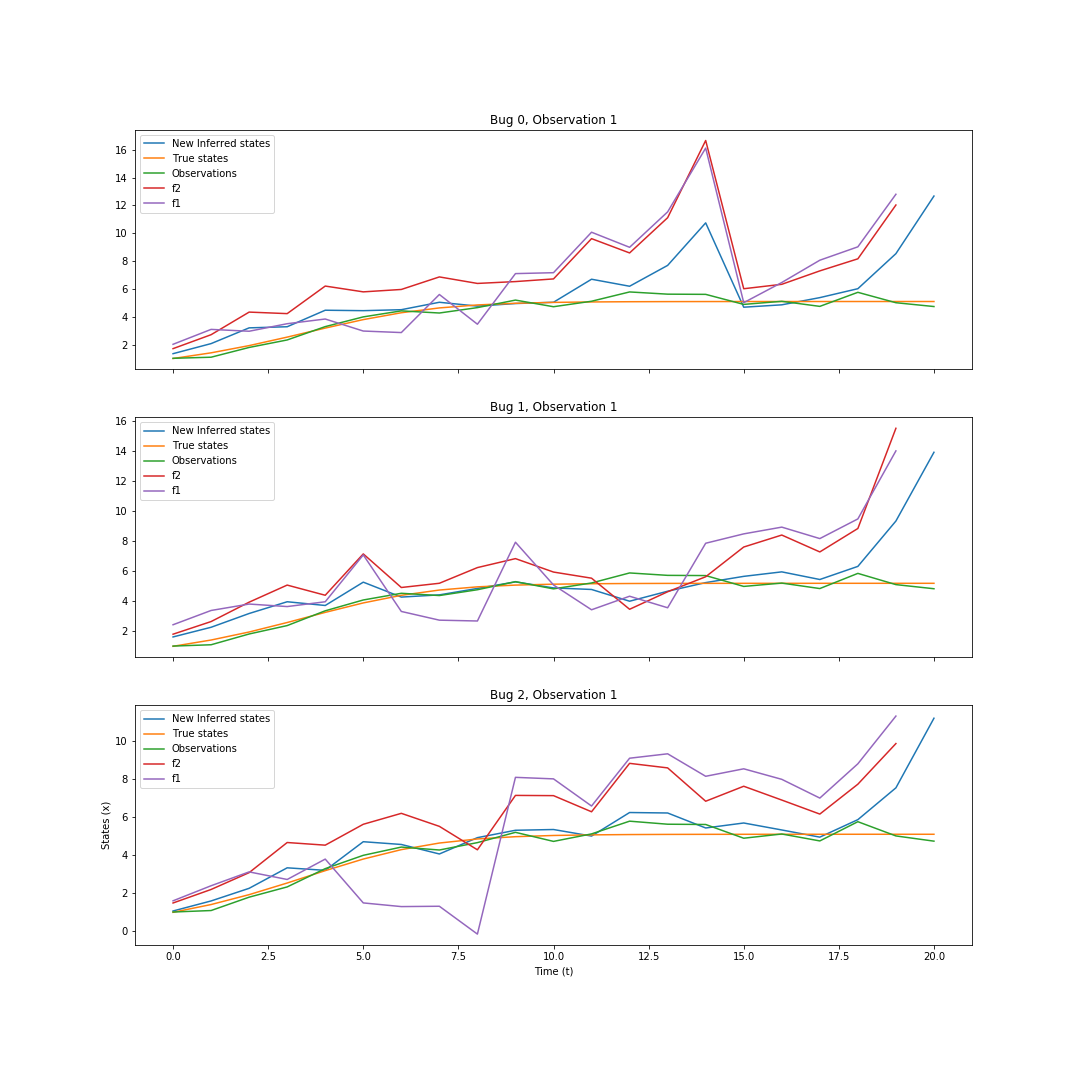 Bug 0, Observation 1
New Inferred states
True states
Observations
f2
f1
16
14
12
10
8
6
4
2
Bug 1, Observation 1
New Inferred states
True states
Observations
f2
f1
16
14
12
10
8
6
4
2
Bug 2, Observation 1
New Inferred states
True states
Observations
f2
f1
10
8
6
4
2
0
States (x)
0.0 2.5 5.0 7.5 10.0 12.5 15.0 17.5 20.0
Time (t)